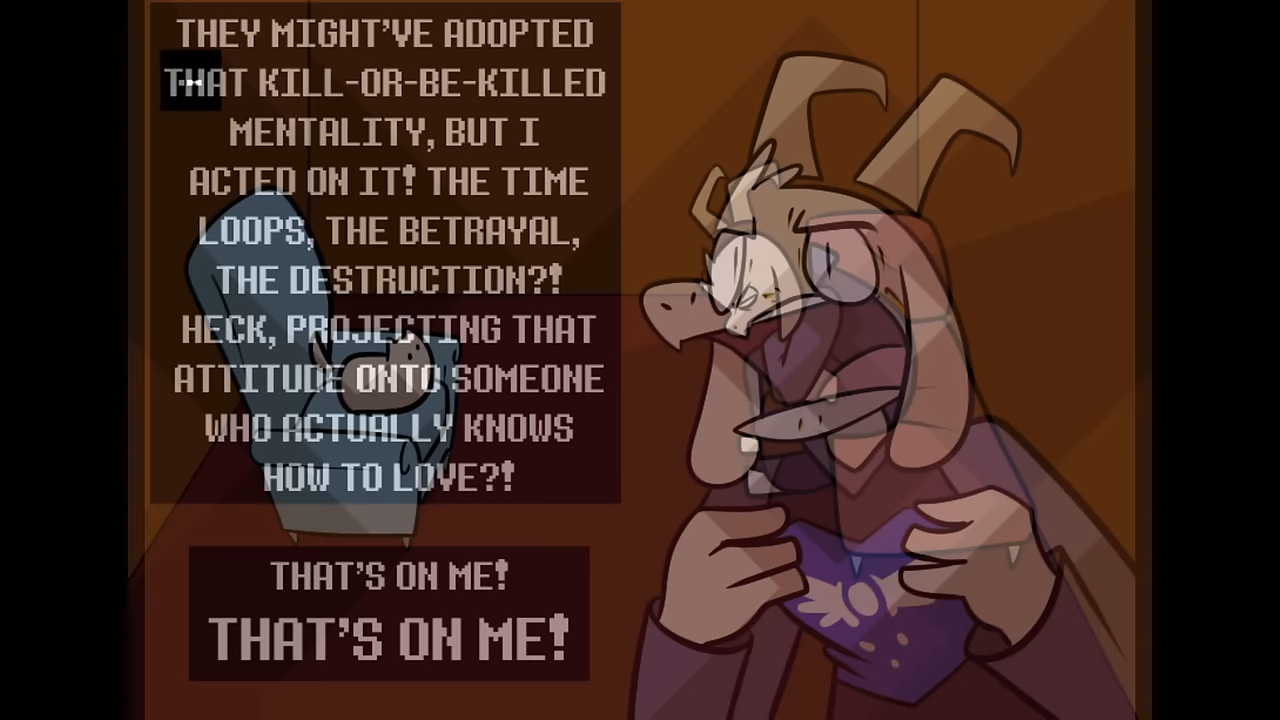 THEY MIGHT'VE ADOPTED
THAT KILL-OR-BE-KILLED
MENTALITY, BUT I
ACTED ON IT! THE TIME
LOOPS, THE BETRAYAL,
THE DESTRUCTION?!
HECK, PROJECTING THAT
ATTITUDE ONTO SOMEONE
WHO ACTUALLY KNOWS
HOW TO LOVE?!
THAT'S ON ME!
THAT'S ON ME!